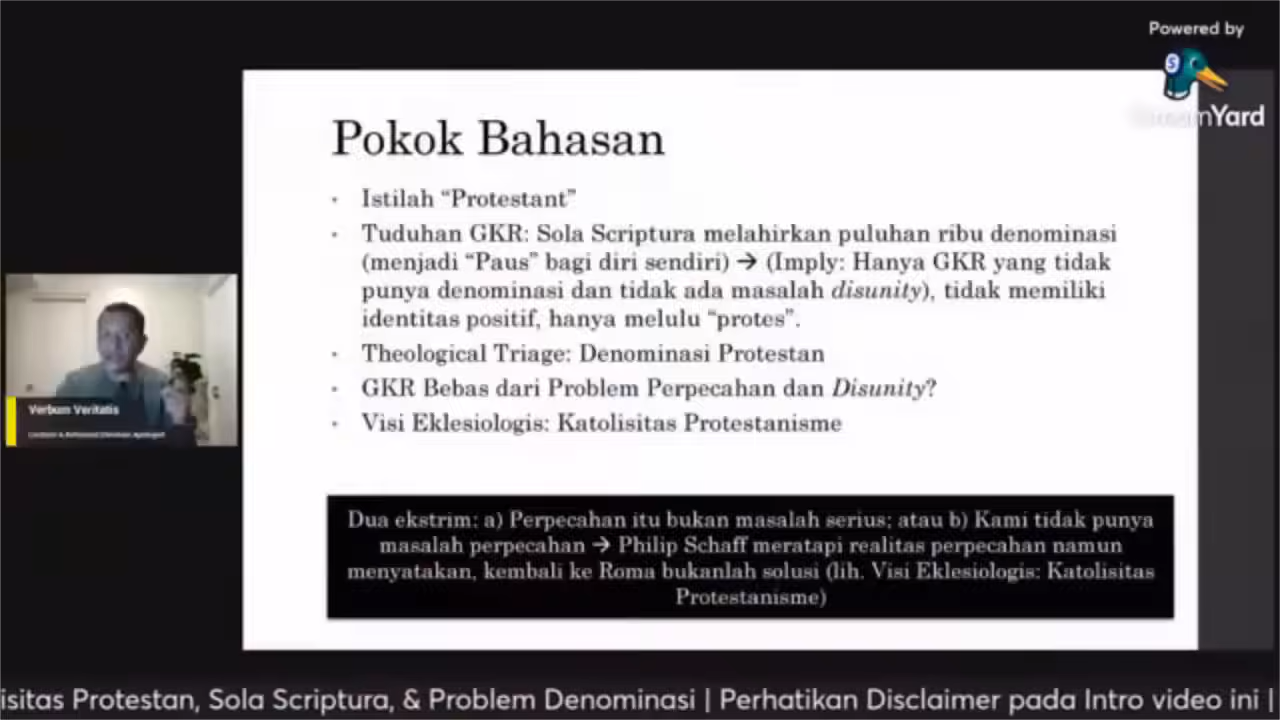 Powered by
StreamYard
Pokok Bahasan
• Istilah “Protestant”
• Tuduhan GKR: Sola Scriptura melahirkan puluhan ribu denominasi
(menjadi “Paus” bagi diri sendiri) → (Imply: Hanya GKR yang tidak
punya denominasi dan tidak ada masalah disunity), tidak memiliki
identitas positif, hanya melulu “protes”.
• Theological Triage: Denominasi Protestan
• GKR Bebas dari Problem Perpecahan dan Disunity?
• Visi Eklesiologis: Katolisitas Protestanisme
Verbum Veritatis
Dua ekstrim: a) Perpecahan itu bukan masalah serius; atau b) Kami tidak punya
masalah perpecahan → Philip Schaff meratapi realitas perpecahan namun
menyatakan, kembali ke Roma bukanlah solusi (lih. Visi Eklesiologis: Katolisitas
Protestanisme)
isitas Protestan, Sola Scriptura, & Problem Denominasi | Perhatikan Disclaimer pada Intro video ini |